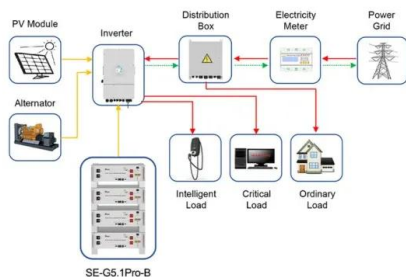 PV Module
Inverter
Distribution
Box
Electricity
Meter
Power
Grid
Alternator
Intelligent
Load
Critical
Load
Ordinary
Load
SE-G5.1Pro-B